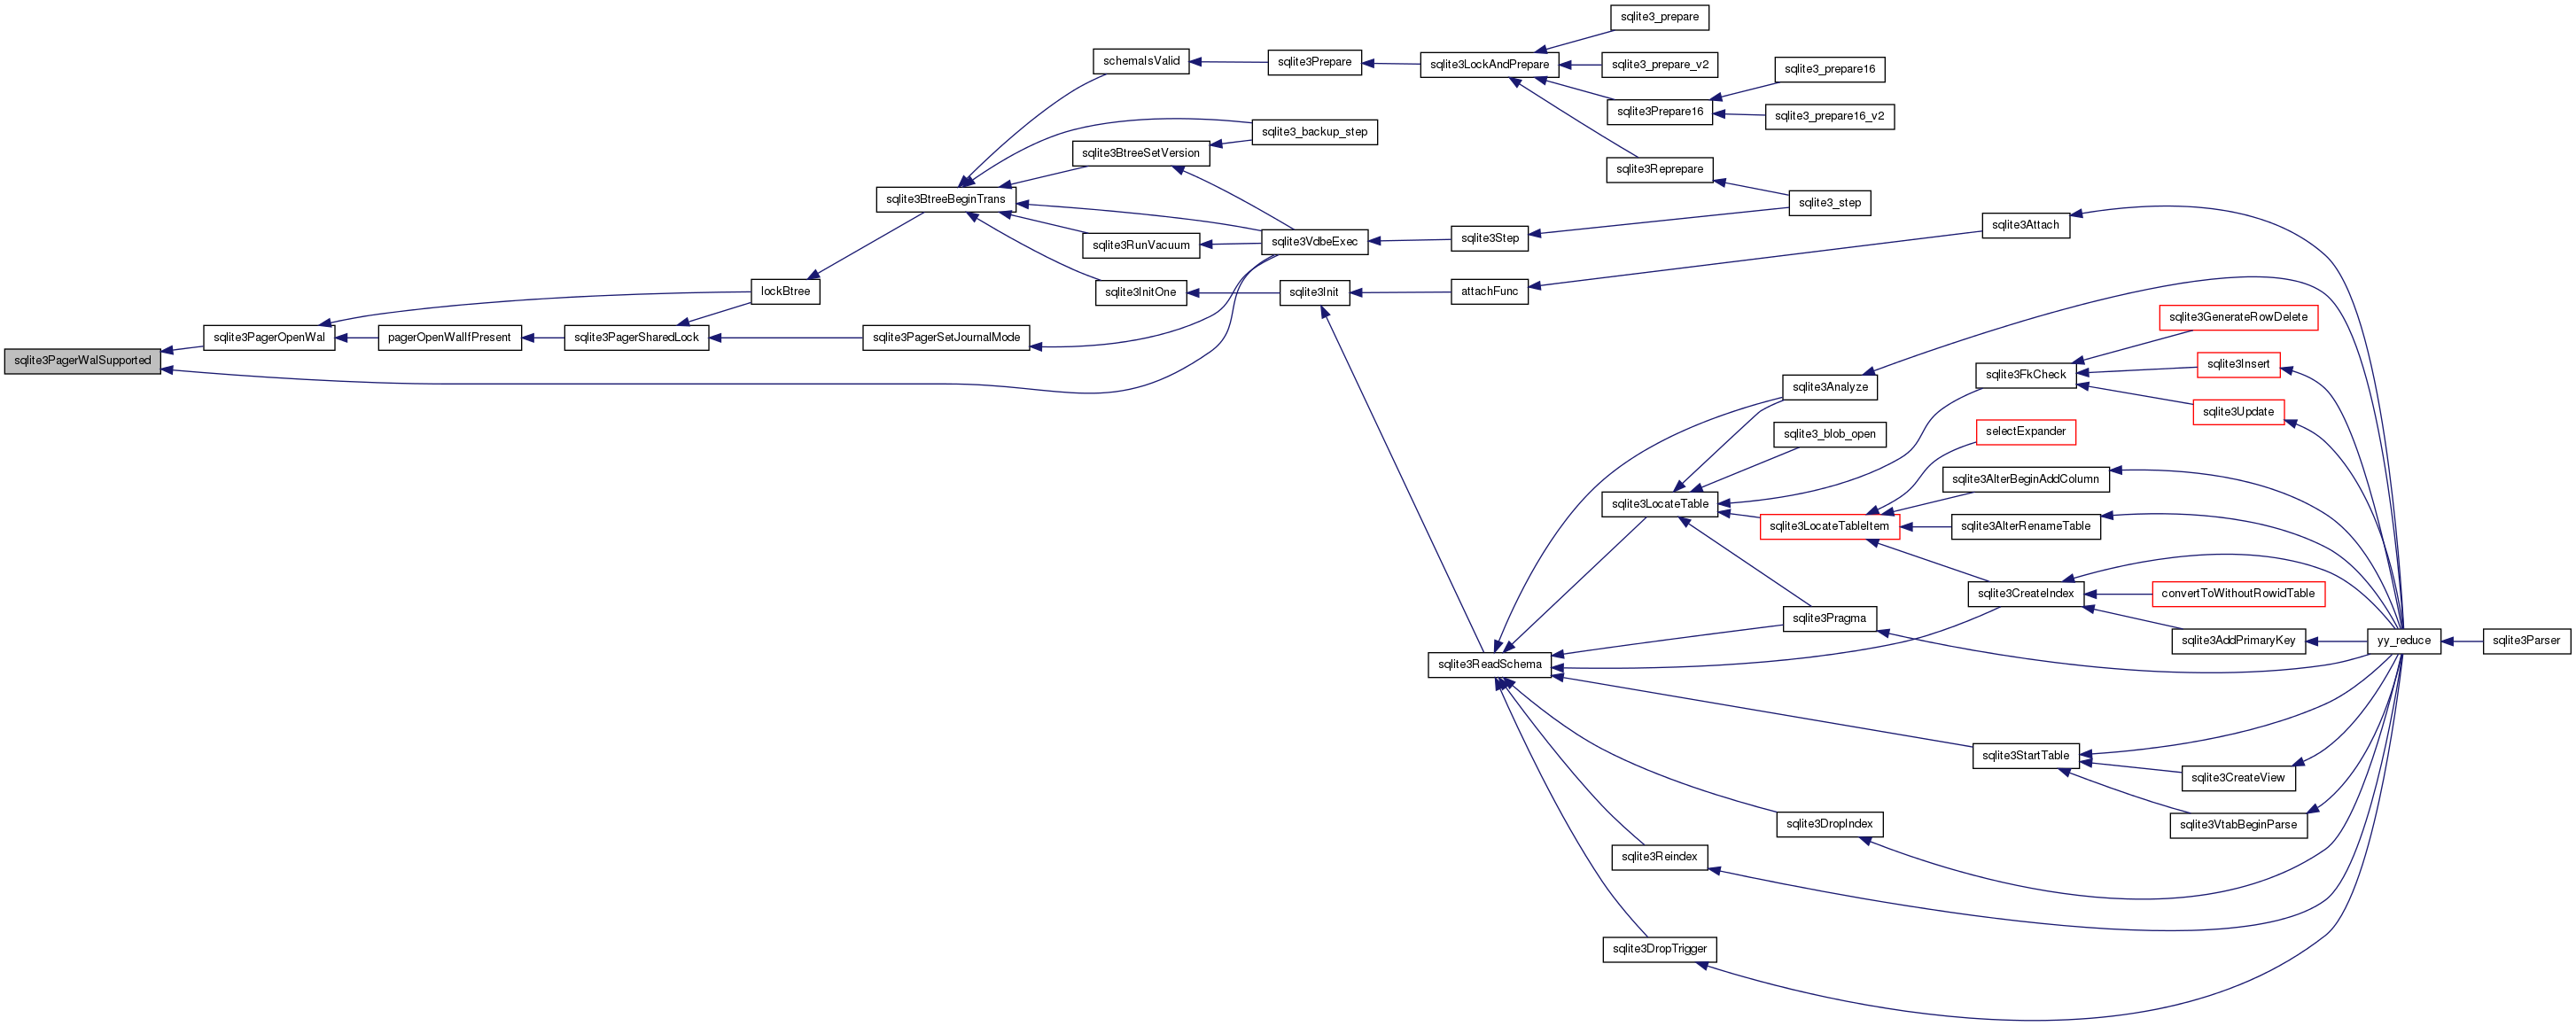 sqlite3PagerWalSupported
sqlite3PagerOpenWal
pagerOpenWalIfPresent
sqlite3PagerSharedLock
lockBtree
sqlite3PagerSetJournalMode
sqlite3BtreeBeginTrans
schemaIsValid
sqlite3BtreeSetVersion
sqlite3RunVacuum
sqlite3InitOne
sqlite3Prepare
sqlite3_backup_step
sqlite3VdbeExec
sqlite3Init
sqlite3LockAndPrepare
sqlite3Step
attachFunc
sqlite3ReadSchema
sqlite3_prepare
sqlite3_prepare_v2
sqlite3Prepare16
sqlite3Reprepare
sqlite3_prepare16
sqlite3_prepare16_v2
sqlite3_step
sqlite3Attach
sqlite3Analyze
sqlite3_blob_open
sqlite3LocateTable
sqlite3LocateTableItem
sqlite3Pragma
sqlite3FkCheck
selectExpander
sqlite3AlterBeginAddColumn
sqlite3AlterRenameTable
sqlite3CreateIndex
sqlite3GenerateRowDelete
sqlite3Insert
sqlite3Update
convertToWithoutRowidTable
sqlite3AddPrimaryKey
yy_reduce
sqlite3Parser
sqlite3StartTable
sqlite3CreateView
sqlite3VtabBeginParse
sqlite3DropIndex
sqlite3Reindex
sqlite3DropTrigger